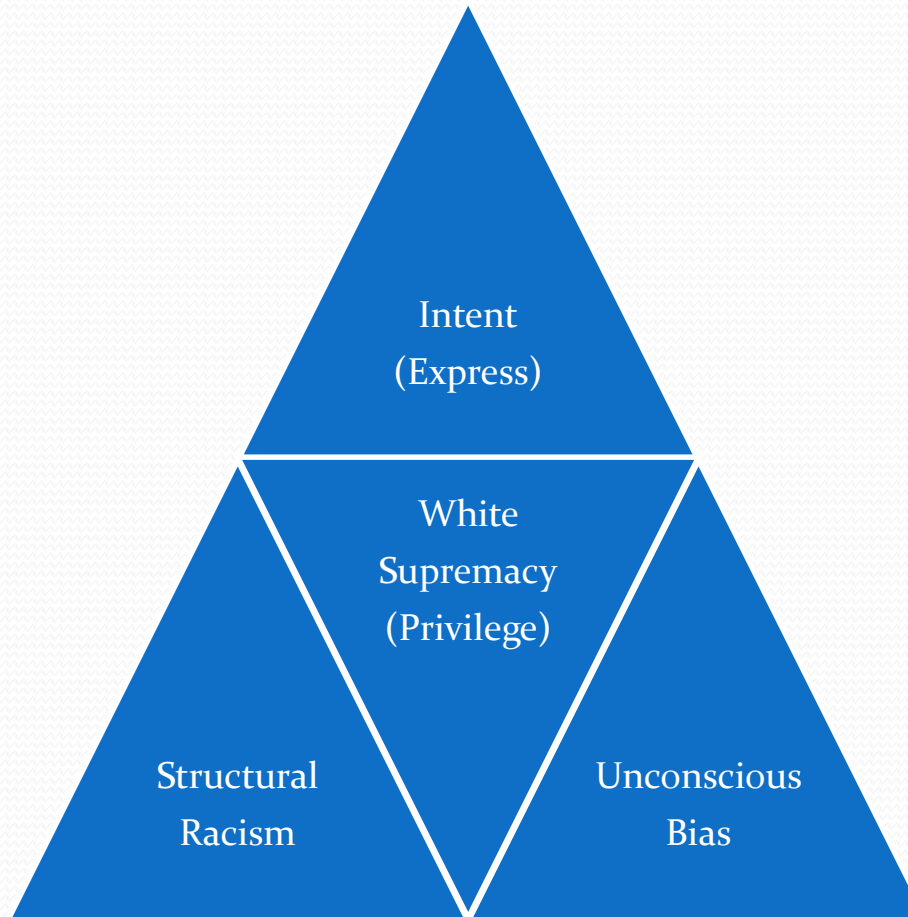 Intent
(Express)
White
Supremacy
(Privilege)
Structural
Racism
Unconscious
Bias